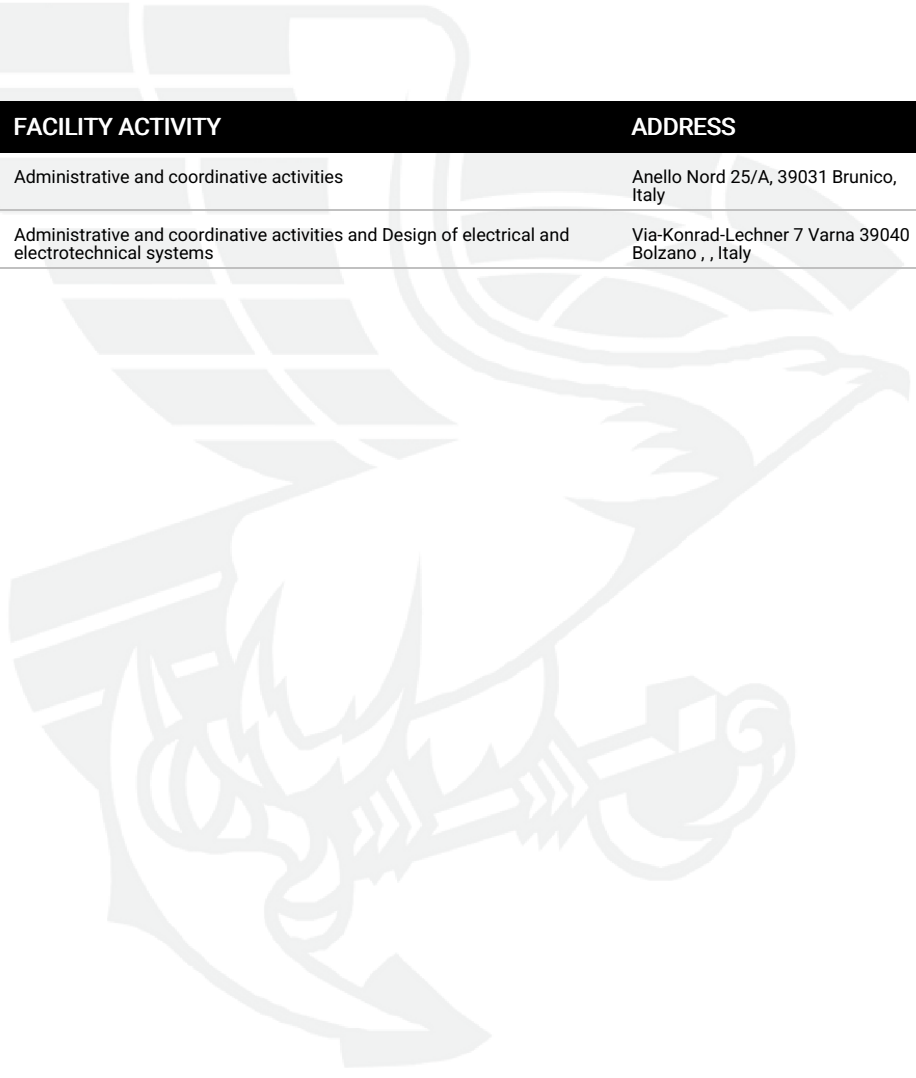 FACILITY ACTIVITY ADDRESS
Administrative and coordinative activities Anello Nord 25/A, 39031 Brunico,
Italy
Administrative and coordinative activities and Design of electrical and Via-Konrad-Lechner 7 Varna 39040
electrotechnical systems Bolzano , , Italy